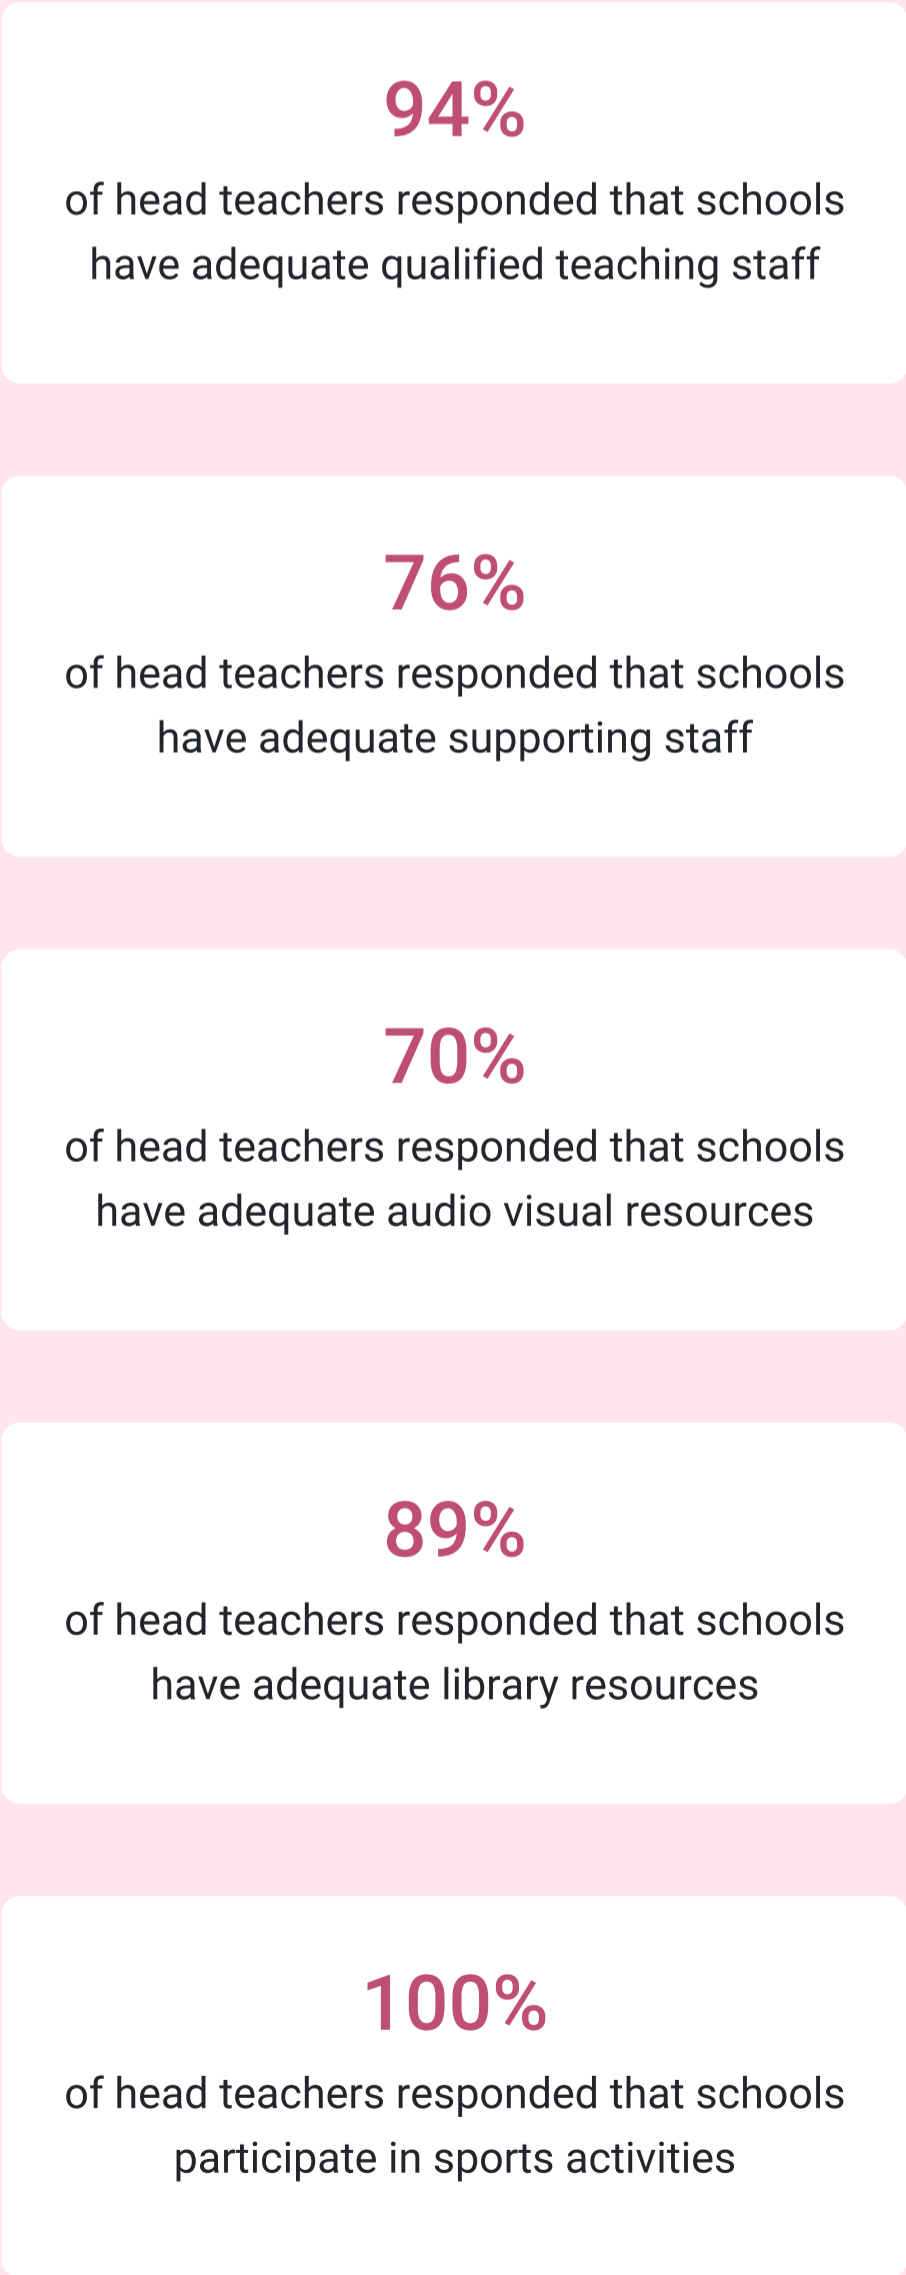 94%
of head teachers responded that schools
have adequate qualified teaching staff
76%
of head teachers responded that schools
have adequate supporting staff
70%
of head teachers responded that schools
have adequate audio visual resources
89%
of head teachers responded that schools
have adequate library resources
100%
of head teachers responded that schools
participate in sports activities